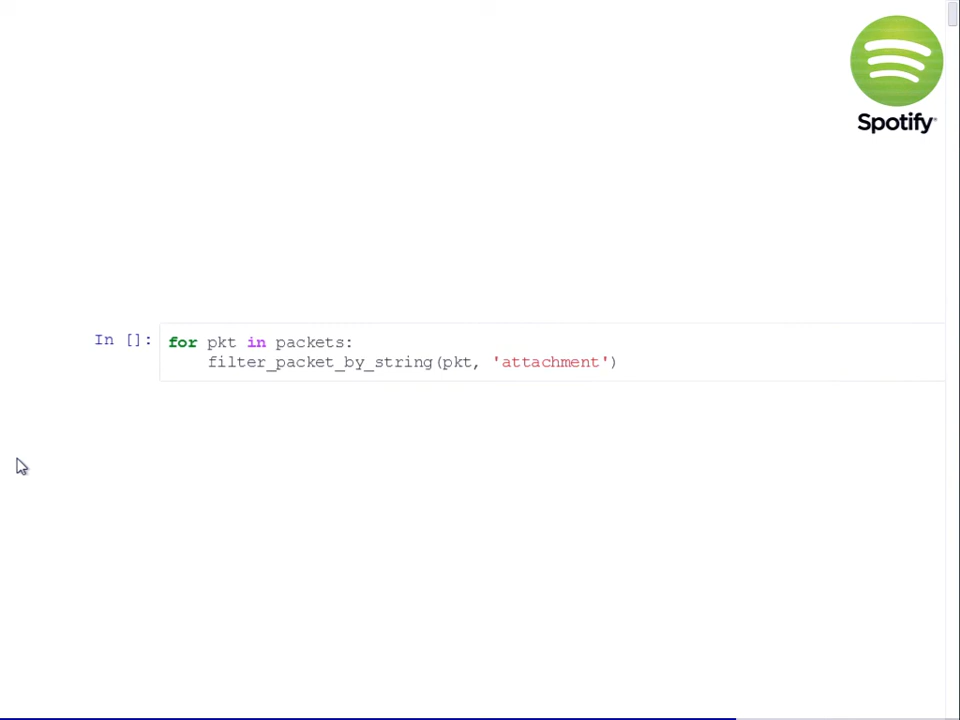 Spotify
In []:
for pkt in packets:
    filter_packet_by_string(pkt, 'attachment')